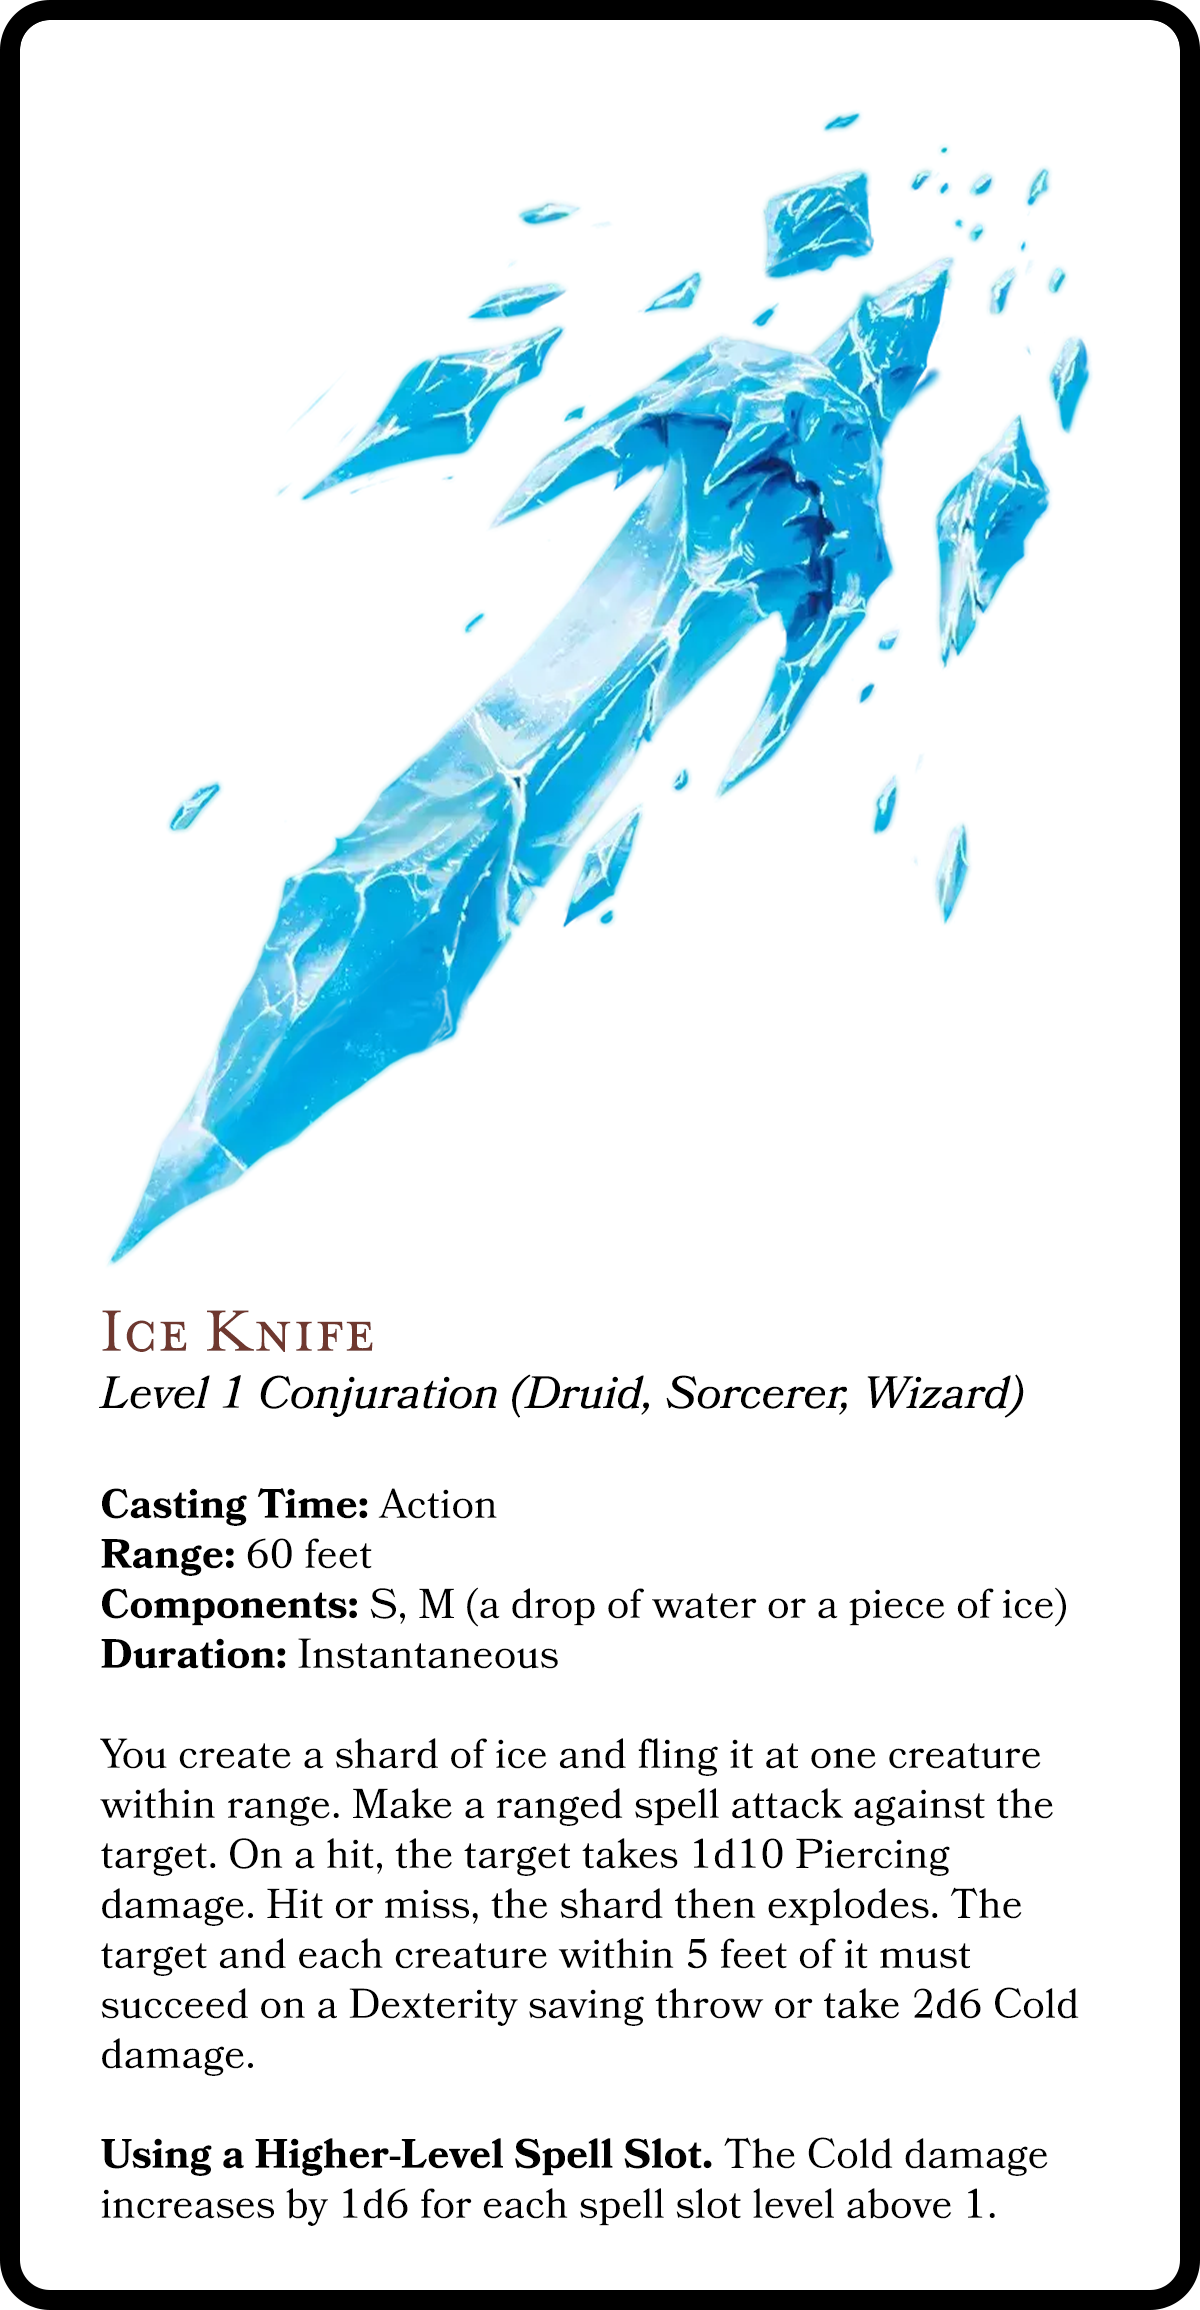 Ice Knife
Level 1 Conjuration (Druid, Sorcerer, Wizard)
Casting Time: Action
Range: 60 feet
Components: S, M (a drop of water or a piece of ice)
Duration: Instantaneous
You create a shard of ice and fling it at one creature
within range. Make a ranged spell attack against the
target. On a hit, the target takes 1d10 Piercing
damage. Hit or miss, the shard then explodes. The
target and each creature within 5 feet of it must
succeed on a Dexterity saving throw or take 2d6 Cold
damage.
Using a Higher-Level Spell Slot. The Cold damage
increases by 1d6 for each spell slot level above 1.